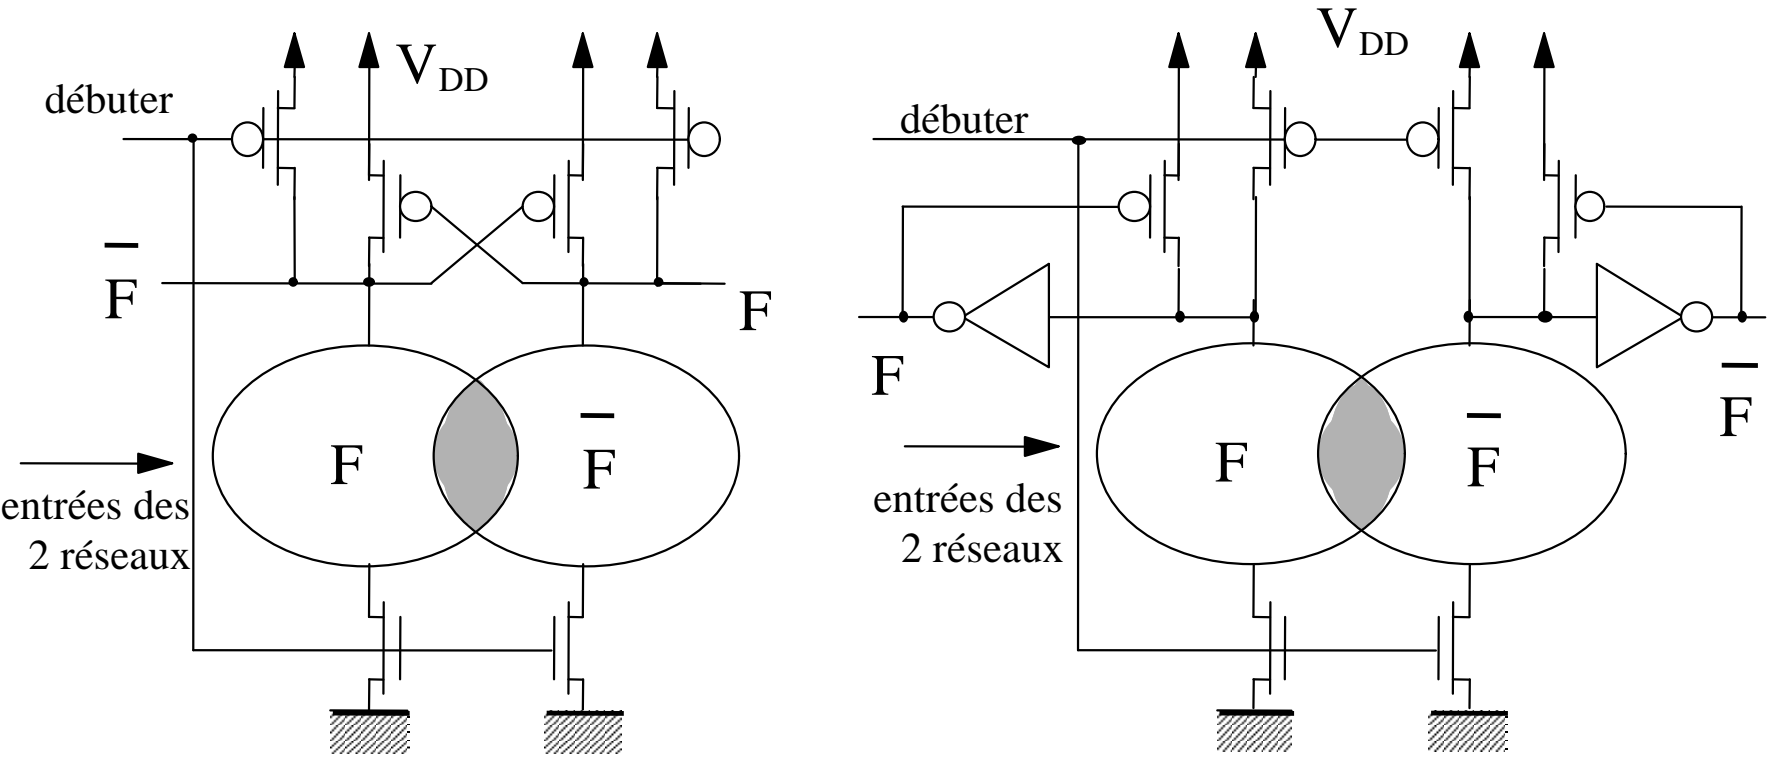 V_DD
débuter
F̅
F
F
F̅
entrées des
2 réseaux
V_DD
débuter
F
F̅
F
F̅
entrées des
2 réseaux